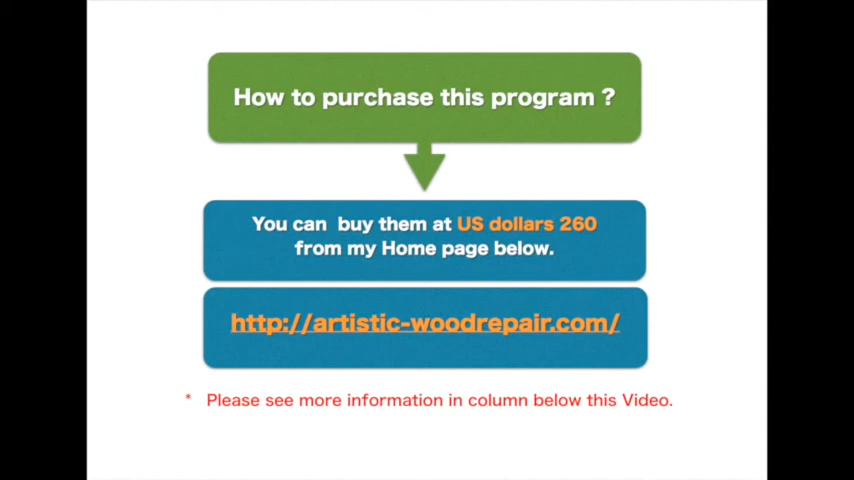 How to purchase this program ?
You can buy them at US dollars 260
from my Home page below.
http://artistic-woodrepair.com/
* Please see more information in column below this Video.